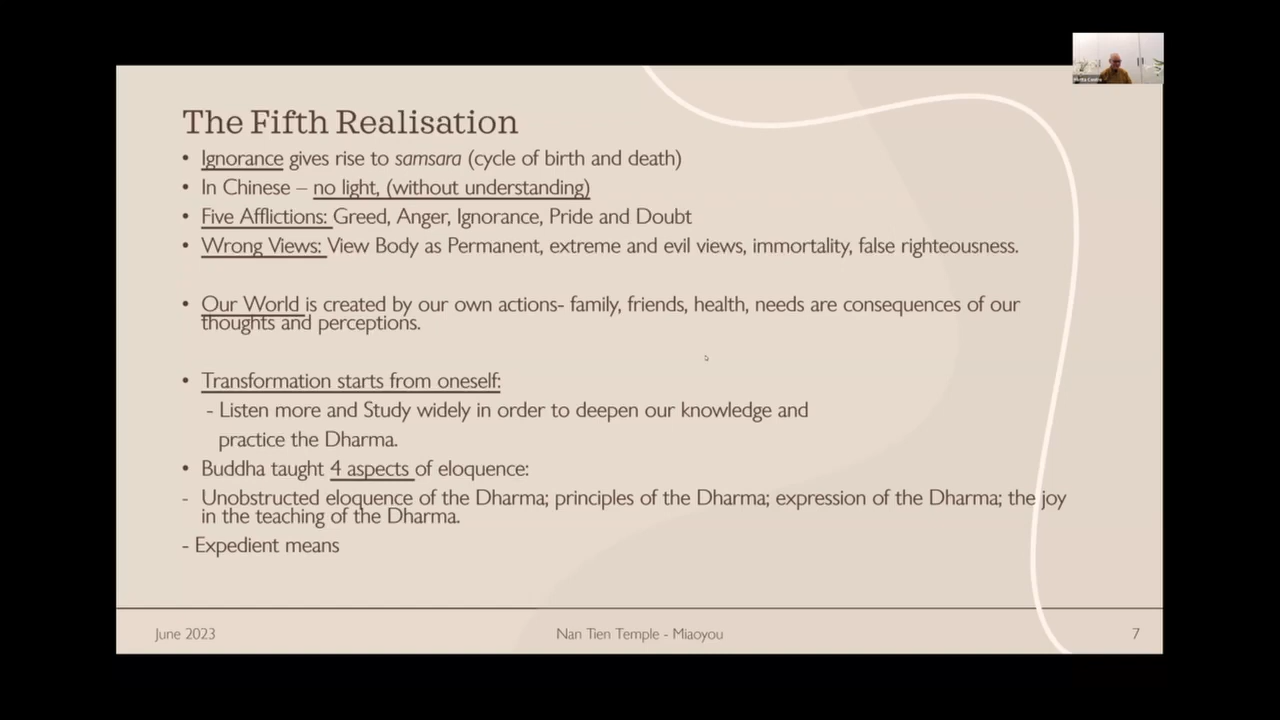 The Fifth Realisation
• Ignorance gives rise to samsara (cycle of birth and death)
• In Chinese – no light, (without understanding)
• Five Afflictions: Greed, Anger, Ignorance, Pride and Doubt
• Wrong Views: View Body as Permanent, extreme and evil views, immortality, false righteousness.
• Our World is created by our own actions- family, friends, health, needs are consequences of our
thoughts and perceptions.
• Transformation starts from oneself:
- Listen more and Study widely in order to deepen our knowledge and
practice the Dharma.
• Buddha taught 4 aspects of eloquence:
- Unobstructed eloquence of the Dharma; principles of the Dharma; expression of the Dharma; the joy
in the teaching of the Dharma.
- Expedient means
June 2023
Nan Tien Temple - Miaoyou
7